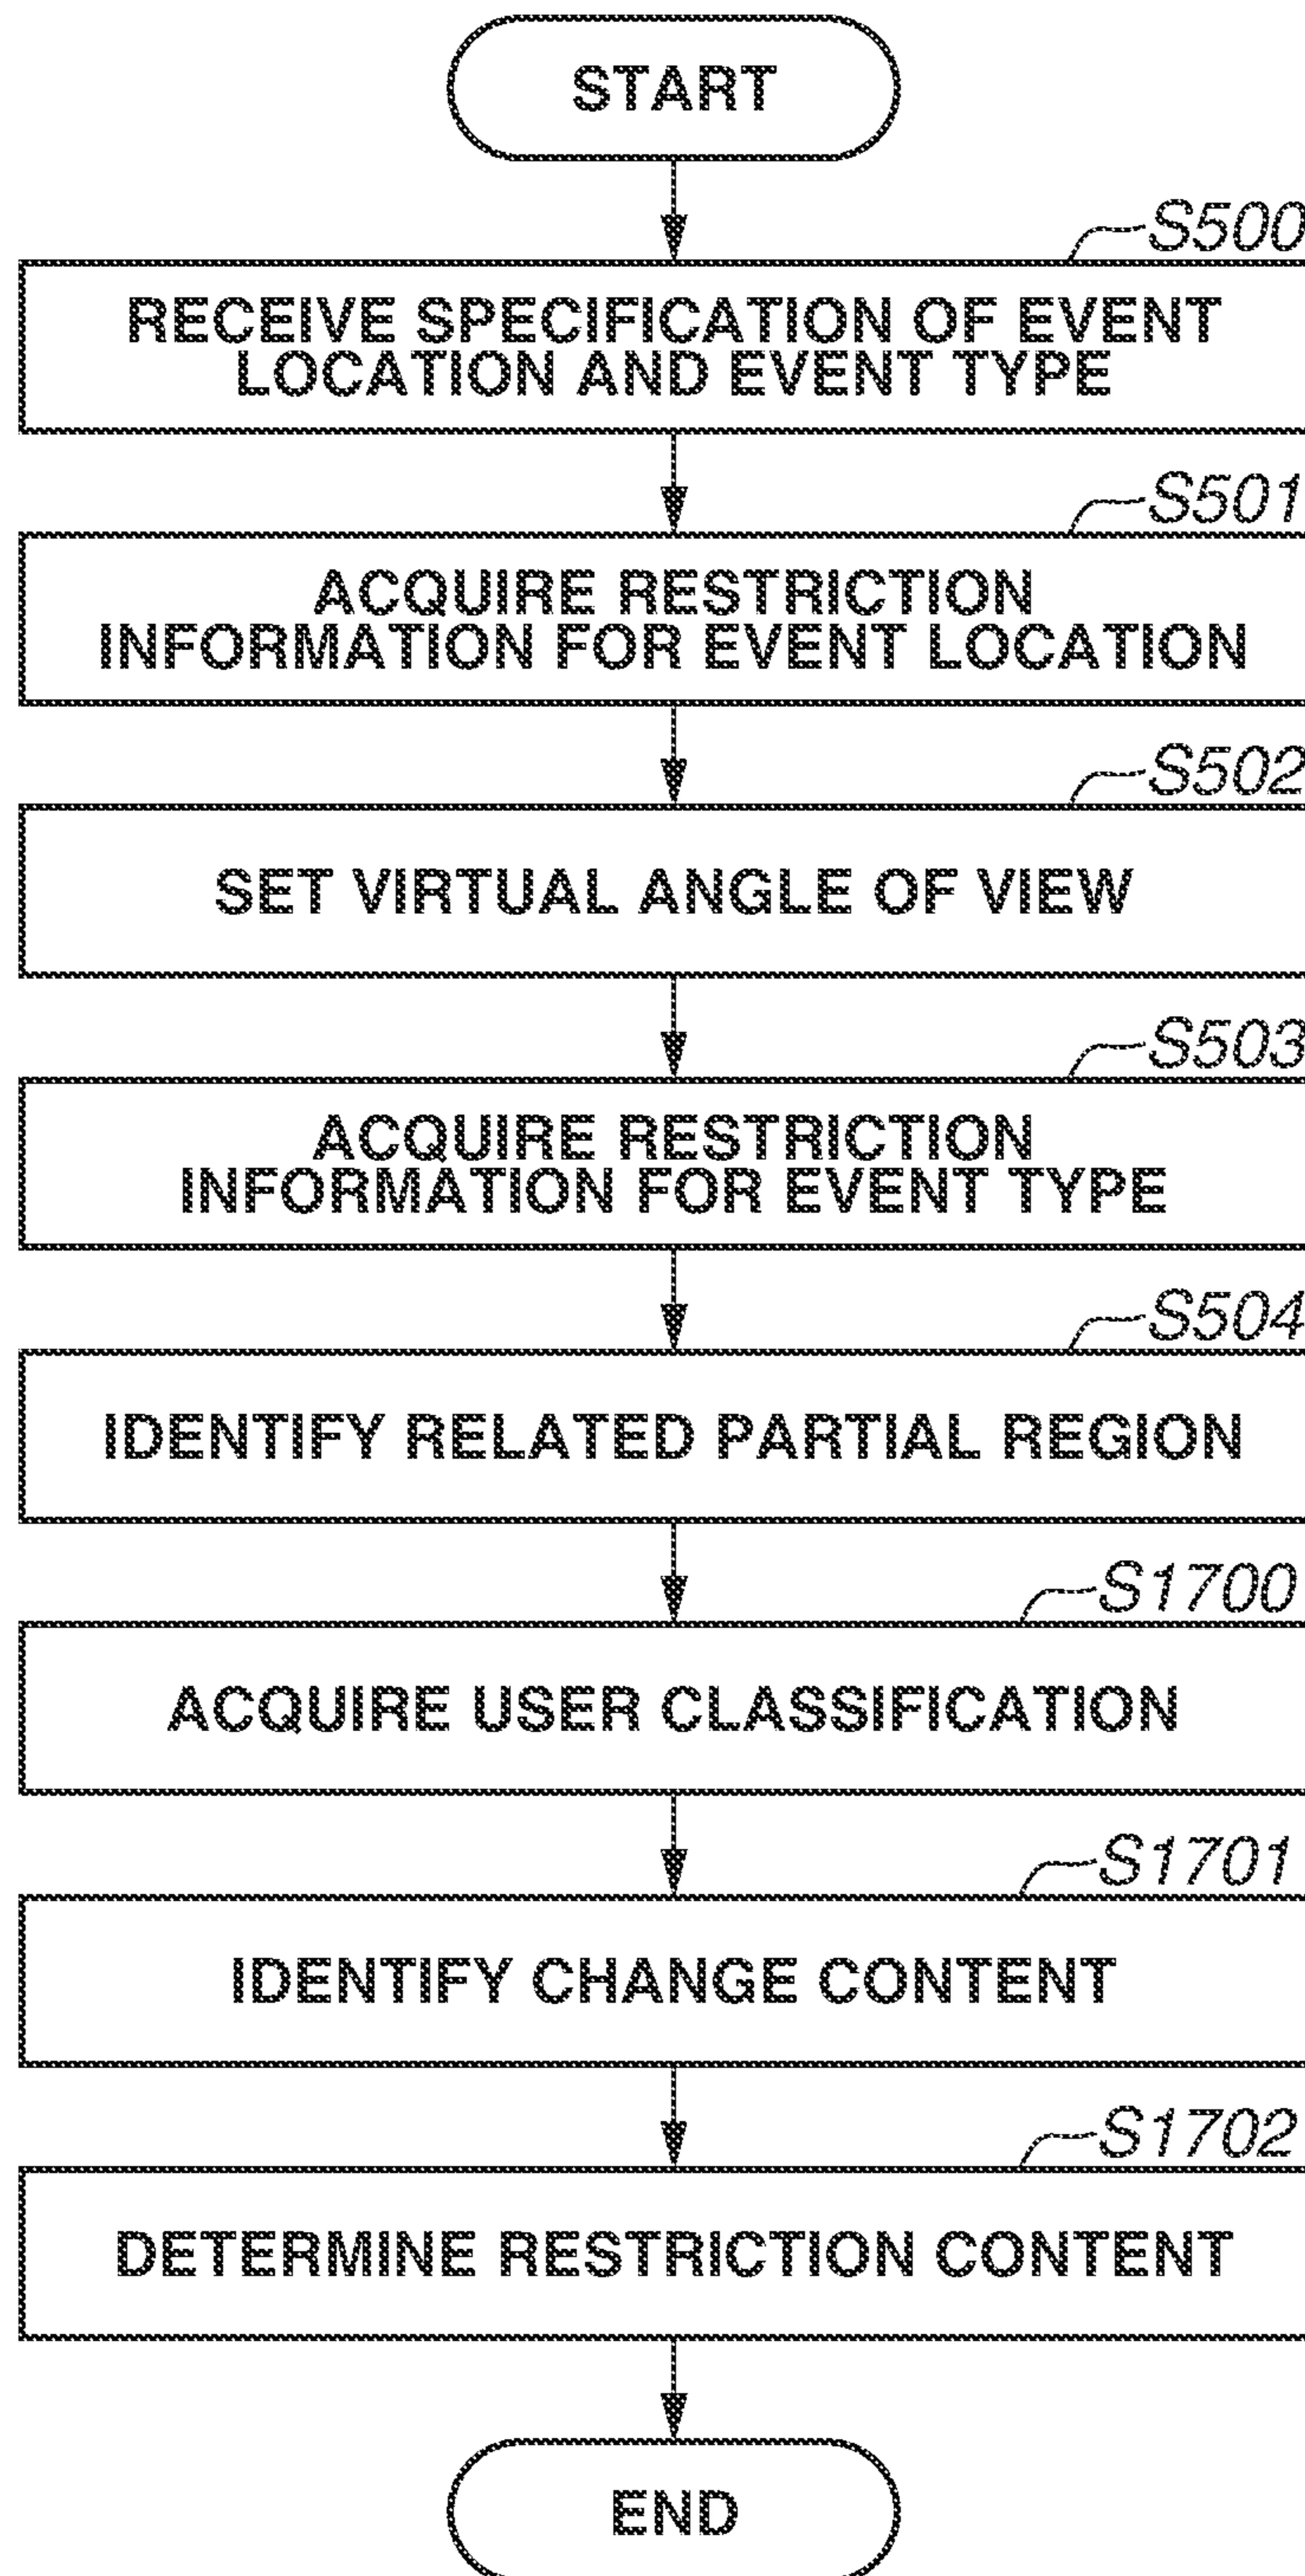 START
S500
RECEIVE SPECIFICATION OF EVENT
LOCATION AND EVENT TYPE
S501
ACQUIRE RESTRICTION
INFORMATION FOR EVENT LOCATION
S502
SET VIRTUAL ANGLE OF VIEW
S503
ACQUIRE RESTRICTION
INFORMATION FOR EVENT TYPE
S504
IDENTIFY RELATED PARTIAL REGION
S1700
ACQUIRE USER CLASSIFICATION
S1701
IDENTIFY CHANGE CONTENT
S1702
DETERMINE RESTRICTION CONTENT
END